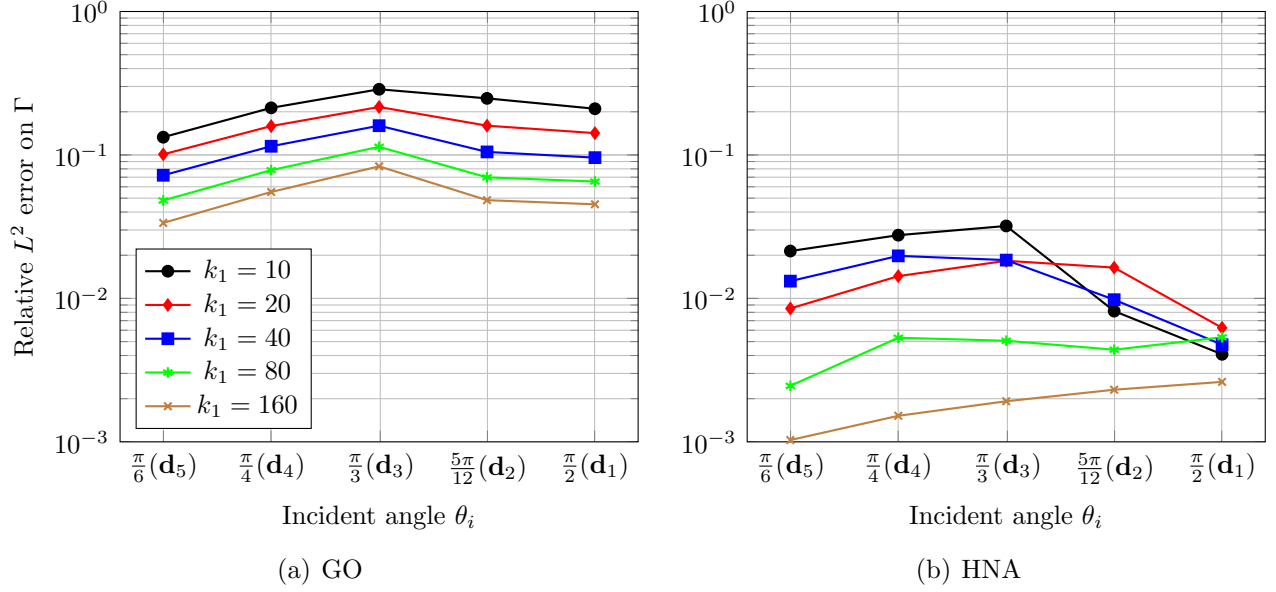 10^0
10^{-1}
10^{-2}
10^{-3}
Relative L^2 error on Γ
k_1 = 10
k_1 = 20
k_1 = 40
k_1 = 80
k_1 = 160
π/6(d_5) π/4(d_4) π/3(d_3) 5π/12(d_2) π/2(d_1)
Incident angle θ_i
(a) GO
10^0
10^{-1}
10^{-2}
10^{-3}
π/6(d_5) π/4(d_4) π/3(d_3) 5π/12(d_2) π/2(d_1)
Incident angle θ_i
(b) HNA